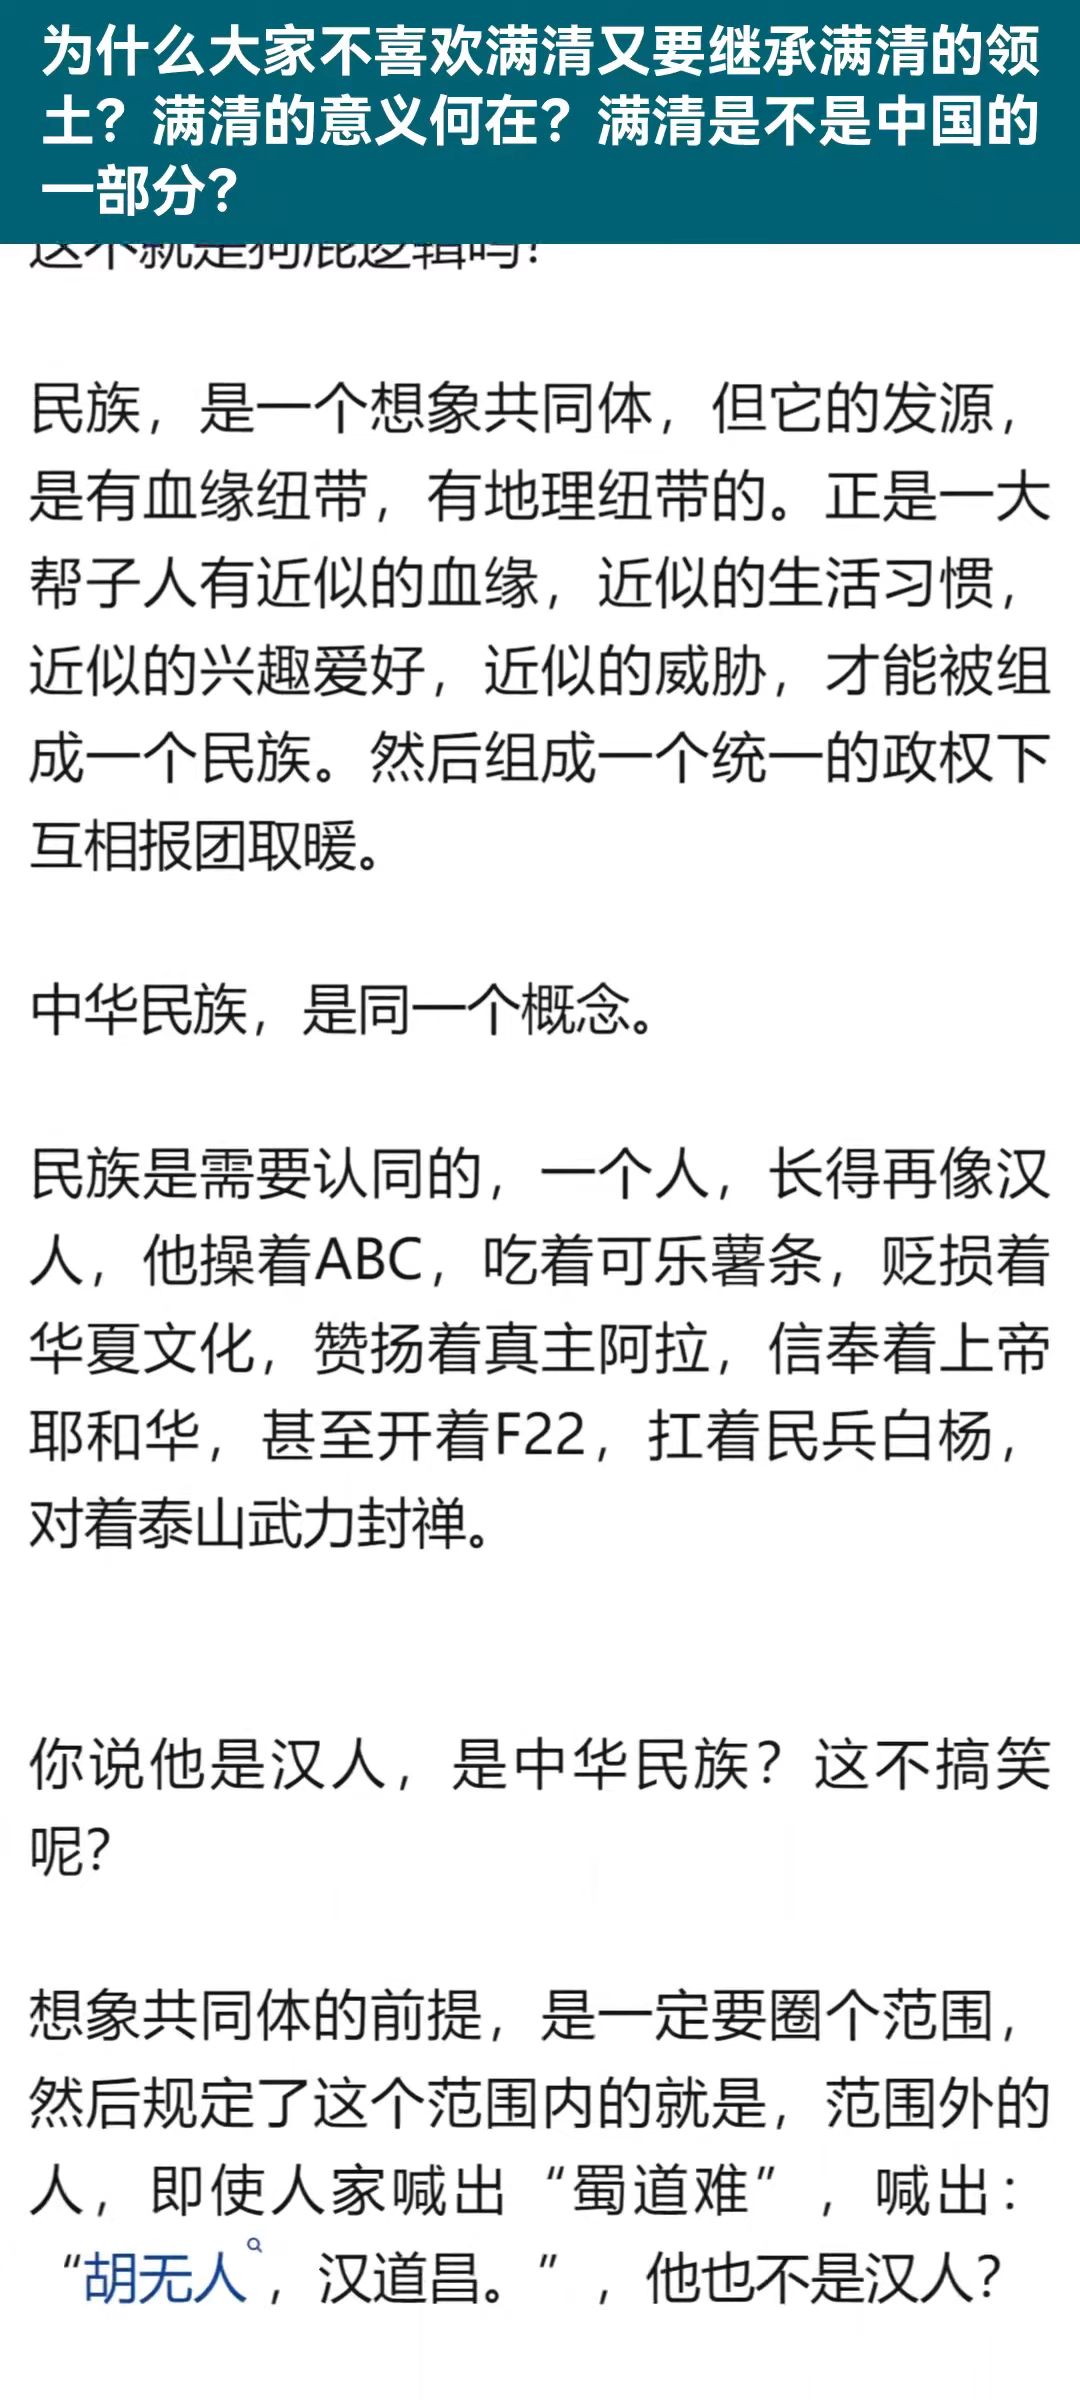 为什么大家不喜欢满清又要继承满清的领
土？满清的意义何在？满清是不是中国的
一部分？
这不就是狗屁逻辑吗？
民族，是一个想象共同体，但它的发源，
是有血缘纽带，有地理纽带的。正是一大
帮子人有近似的血缘，近似的生活习惯，
近似的兴趣爱好，近似的威胁，才能被组
成一个民族。然后组成一个统一的政权下
互相报团取暖。
中华民族，是同一个概念。
民族是需要认同的，一个人，长得再像汉
人，他操着ABC，吃着可乐薯条，贬损着
华夏文化，赞扬着真主阿拉，信奉着上帝
耶和华，甚至开着F22，扛着民兵白杨，
对着泰山武力封禅。
你说他是汉人，是中华民族？这不搞笑
呢？
想象共同体的前提，是一定要圈个范围，
然后规定了这个范围内的就是，范围外的
人，即使人家喊出“蜀道难”，喊出：
“胡无人，汉道昌。”，他也不是汉人？